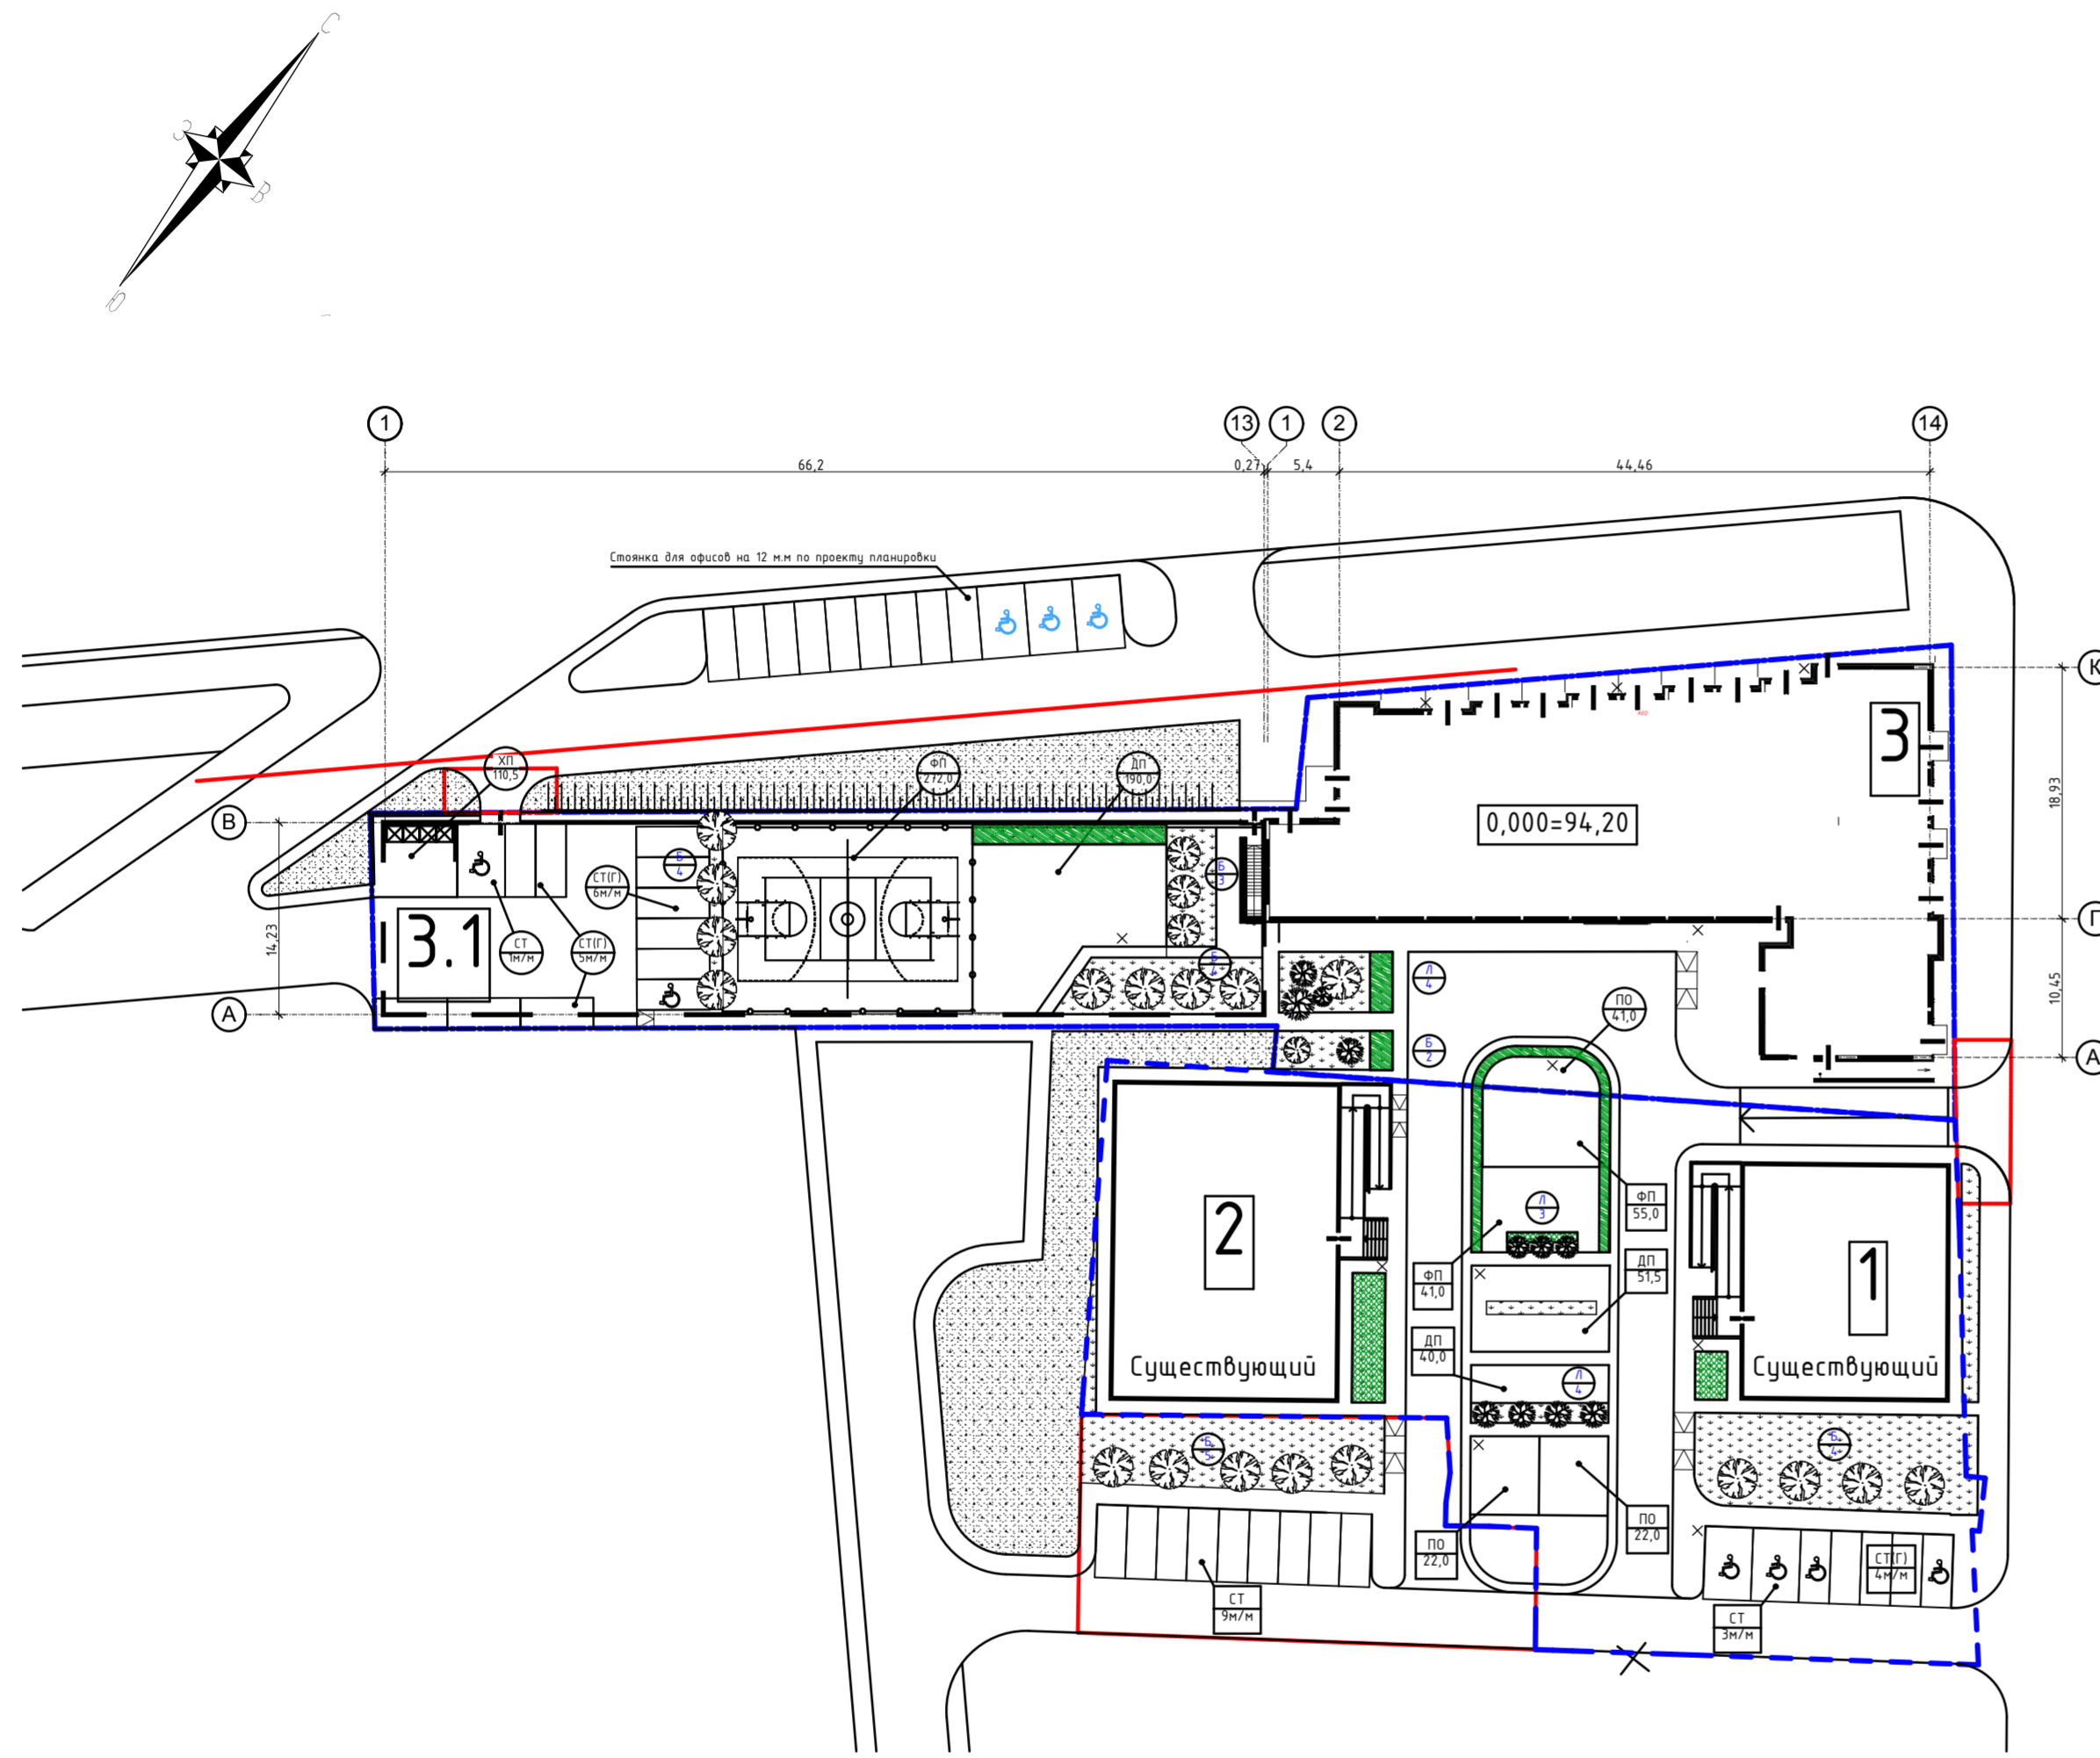 С
З
В
Ю
1
13
1
2
14
66,2
0,27
5,4
44,46
Стоянка для офисов на 12 м.м по проекту планировки
К
3
ХП
110,5
ФП
272,0
ДП
190,0
18,93
В
0,000=94,20
Б
4
Б
3
СТ(Г)
6м/м
14,23
3.1
СТ
1м/м
СТ(Г)
5м/м
Г
Б
4
Л
4
10,45
А
ПО
41,0
Б
2
А
2
Л
3
ФП
55,0
1
ФП
41,0
ДП
51,5
ДП
40,0
Существующий
Существующий
Л
4
Б
5
Б
4
ПО
22,0
ПО
22,0
СТ(Г)
4м/м
СТ
9м/м
СТ
3м/м